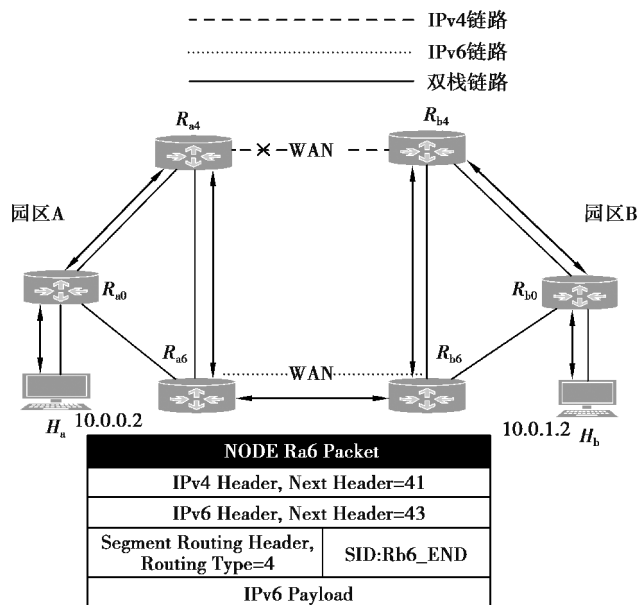 IPv4链路
IPv6链路
双栈链路
Ra4
Rb4
WAN
园区A
园区B
Ra0
Rb0
Ra6
Rb6
WAN
Ha 10.0.0.2
10.0.1.2 Hb
NODE Ra6 Packet
IPv4 Header, Next Header=41
IPv6 Header, Next Header=43
Segment Routing Header,
Routing Type=4
SID:Rb6_END
IPv6 Payload